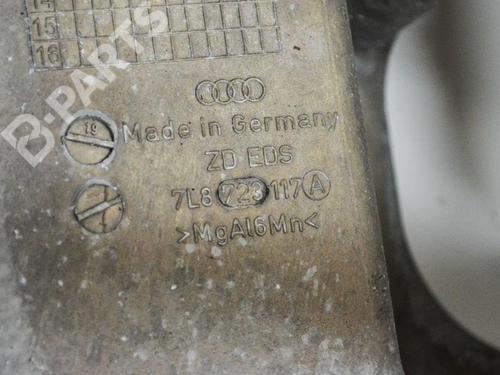 14
15
16
B-PARTS
19
Made in Germany
ZD EDS
7L8 723 117 A
>MgAl6Mn<